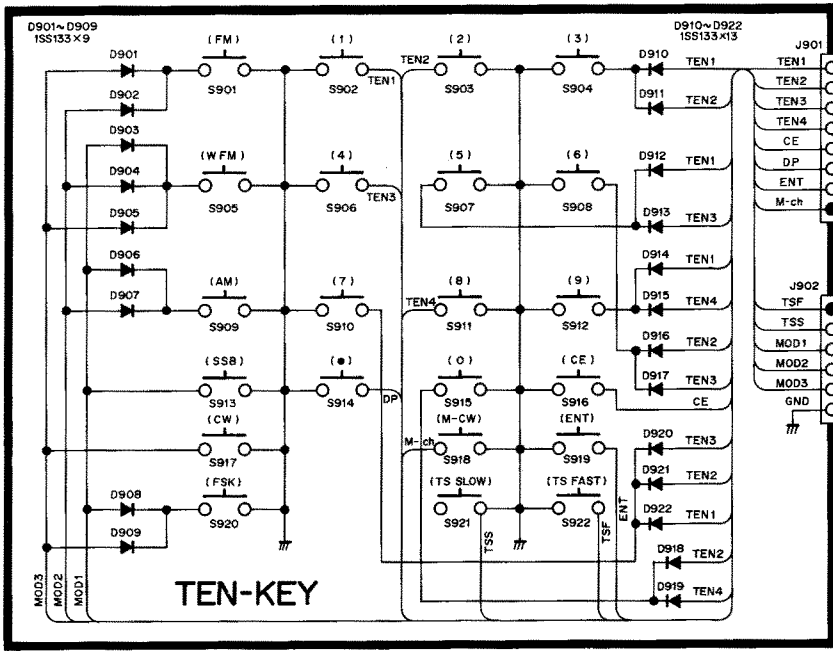 D901~D909
1SS133×9
D910~D922
1SS133×13
J901
D901
(FM)
S901
(1)
S902
TEN1
TEN2
(2)
S903
(3)
S904
D910
TEN1
D911
TEN2
TEN1
TEN2
TEN3
TEN4
CE
DP
ENT
M-ch
D902
D903
D904
D905
(WFM)
S905
(4)
S906
TEN3
(5)
S907
(6)
S908
D912
TEN1
D913
TEN3
D906
D907
(AM)
S909
(7)
S910
TEN4
(8)
S911
(9)
S912
D914
TEN1
D915
TEN4
D916
TEN2
D917
TEN3
J902
TSF
TSS
MOD1
MOD2
MOD3
GND
(SSB)
S913
(●)
S914
DP
(0)
S915
(CE)
S916
CE
(CW)
S917
M-ch
(M-CW)
S918
(ENT)
S919
D920
TEN3
D921
TEN2
D922
TEN1
D908
D909
(FSK)
S920
(TS SLOW)
S921
TSS
(TS FAST)
S922
TSF
ENT
D918
TEN2
D919
TEN4
MOD3
MOD2
MOD1
TEN-KEY